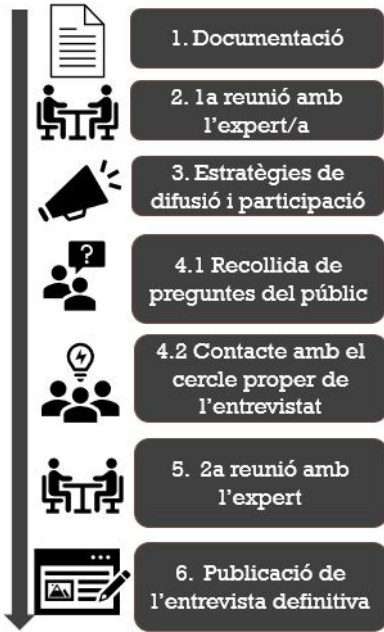 1. Documentació
2. 1a reunió amb
l'expert/a
3. Estratègies de
difusió i participació
?
4.1 Recollida de
preguntes del públic
4.2 Contacte amb el
cercle proper de
l'entrevistat
5. 2a reunió amb
l'expert
6. Publicació de
l'entrevista definitiva